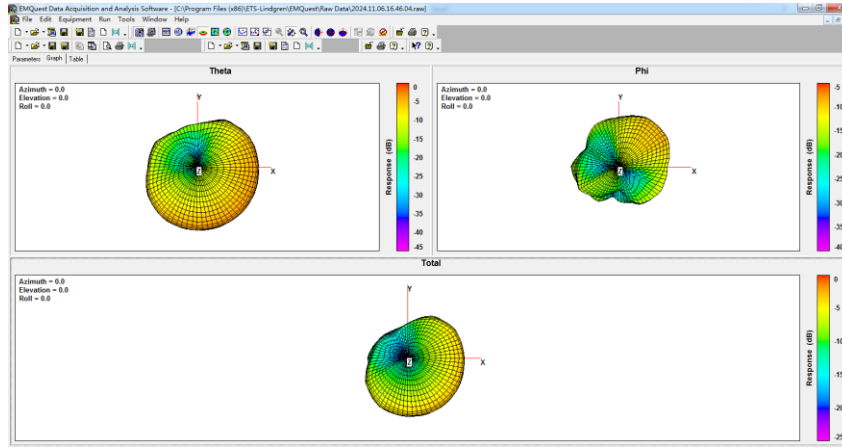 EMQuest Data Acquisition and Analysis Software - [C:\Program Files (x86)\ETS-Lindgren\EMQuest\Raw Data\2024.11.06.16.46.04.raw]
File Edit Equipment Run Tools Window Help
Parameters Graph Table
Theta
Azimuth = 0.0
Elevation = 0.0
Roll = 0.0
Y
X
Z
Response (dB)
0
-5
-10
-15
-20
-25
-30
-35
-40
-45
Phi
Azimuth = 0.0
Elevation = 0.0
Roll = 0.0
Y
X
Z
Response (dB)
-5
-10
-15
-20
-25
-30
-35
-40
Total
Azimuth = 0.0
Elevation = 0.0
Roll = 0.0
Y
X
Z
Response (dB)
0
-5
-10
-15
-20
-25